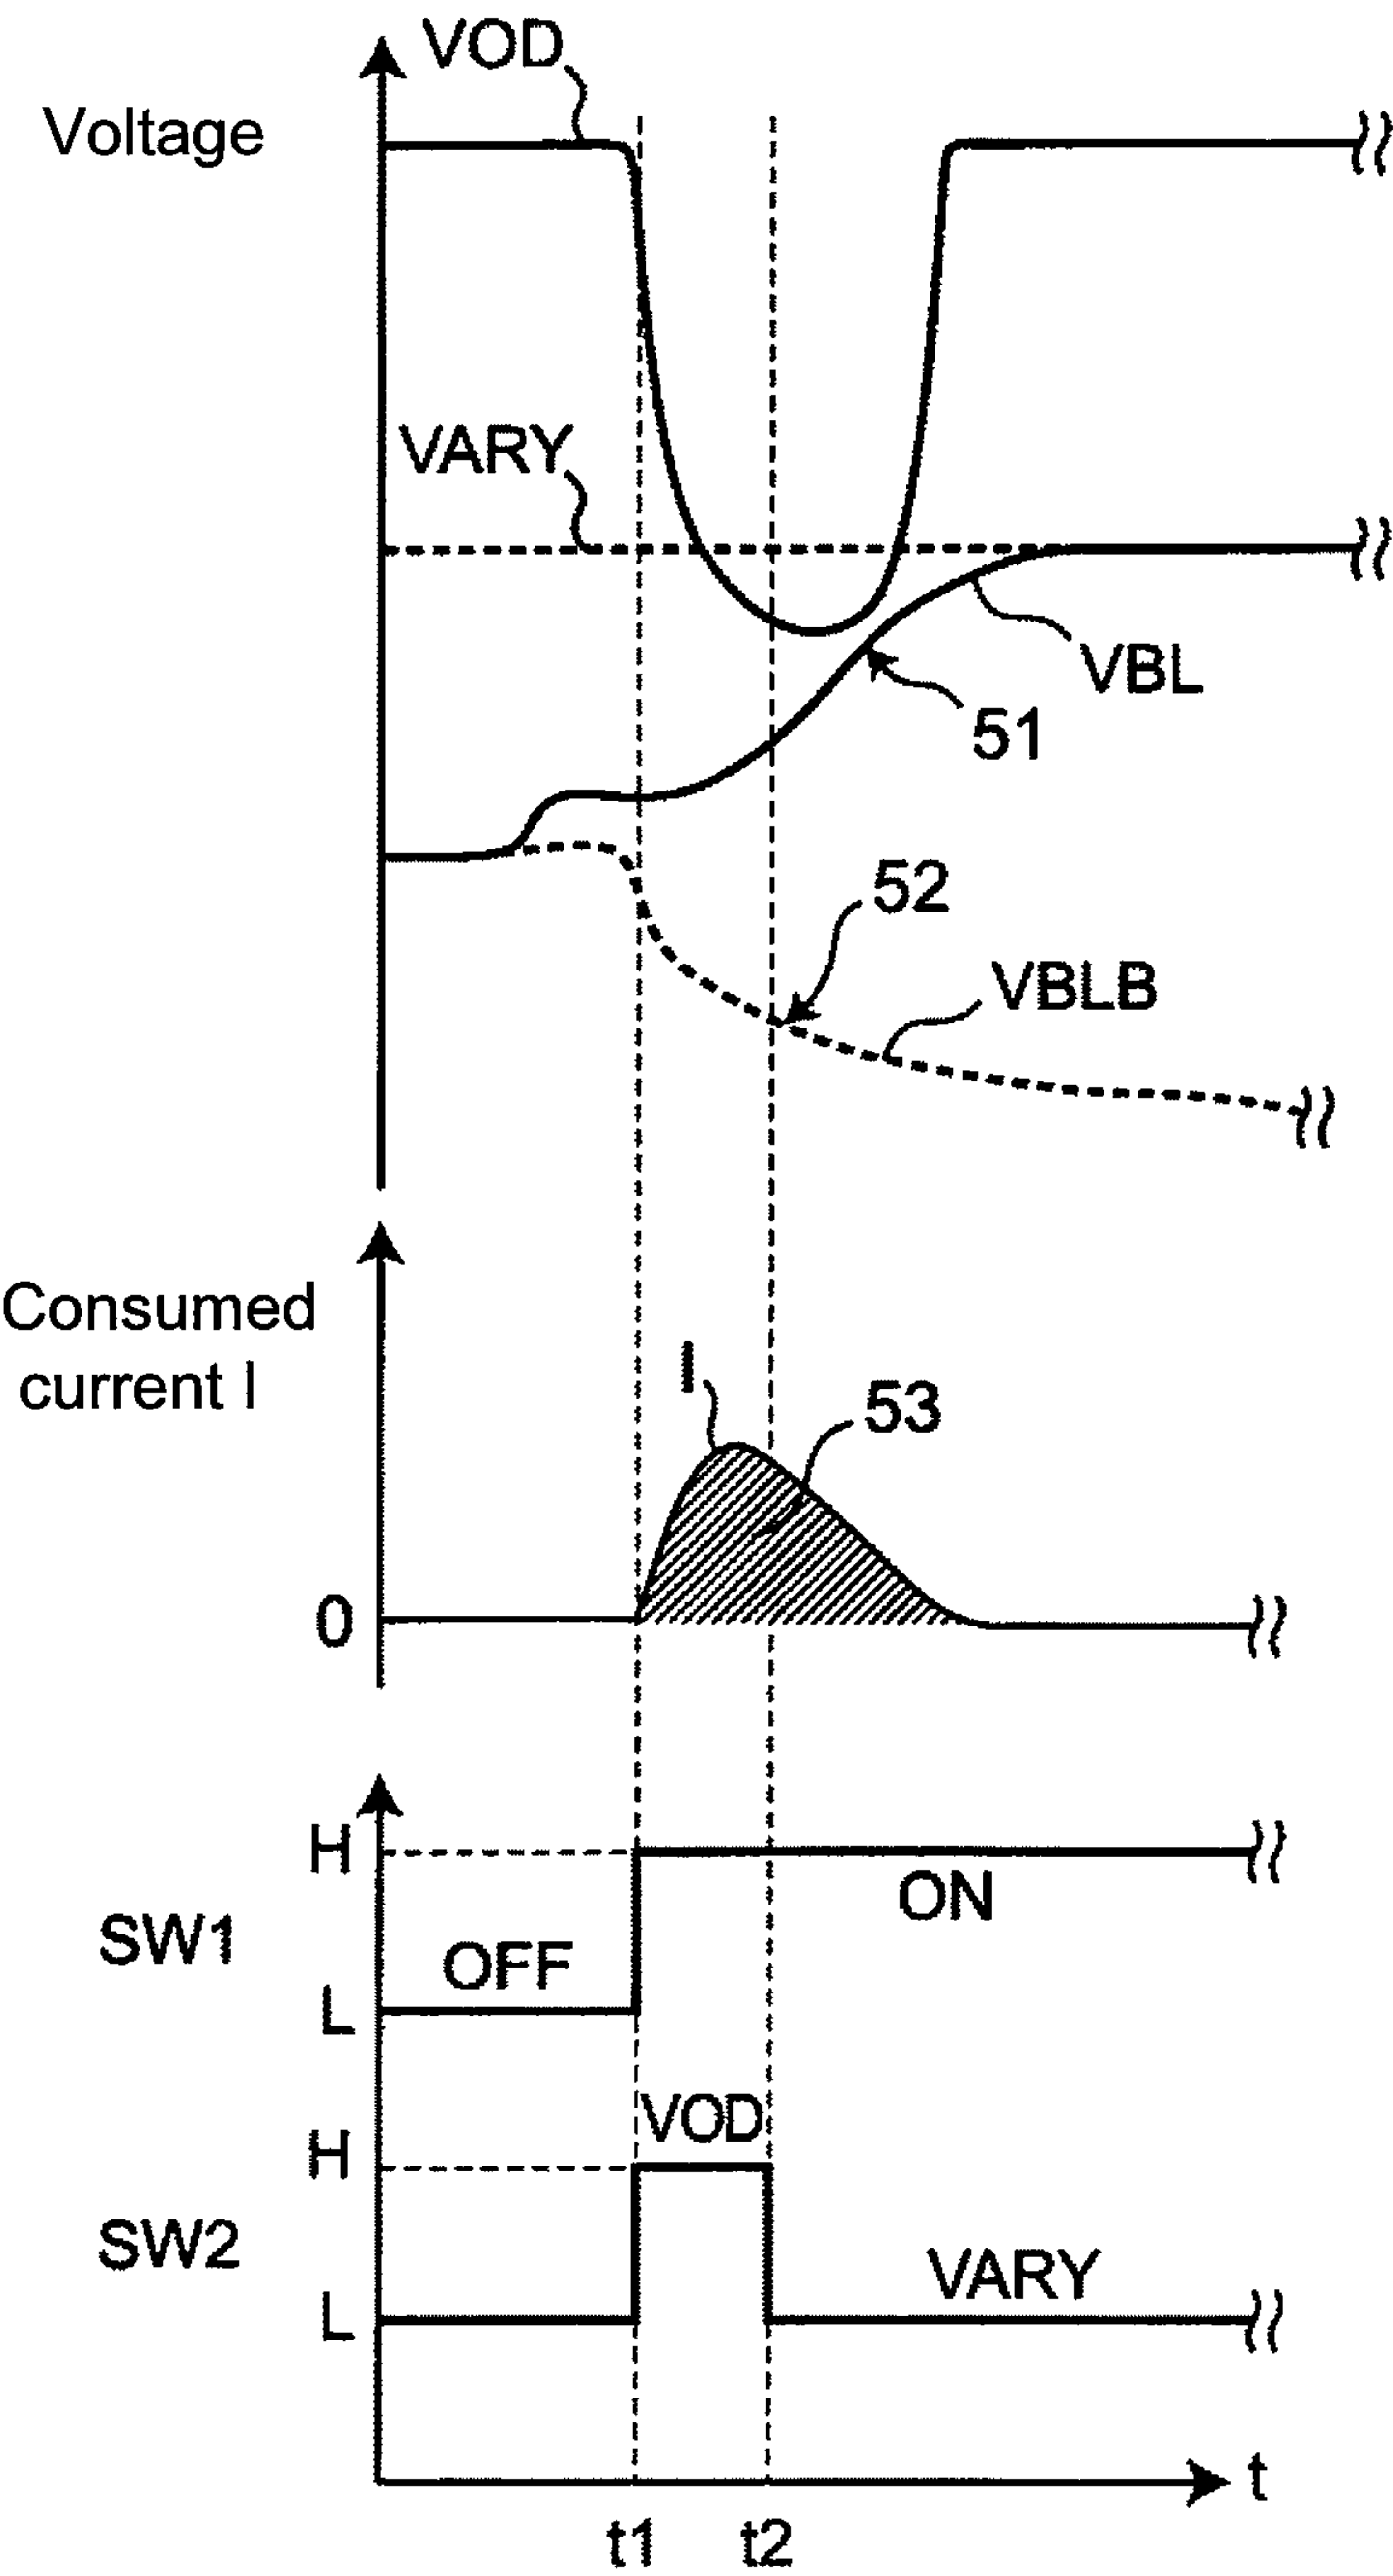 VOD
Voltage
VARY
VBL
51
52
VBLB
Consumed
current I
I
53
0
H
ON
SW1
OFF
L
VOD
H
SW2
VARY
L
t
t1 t2